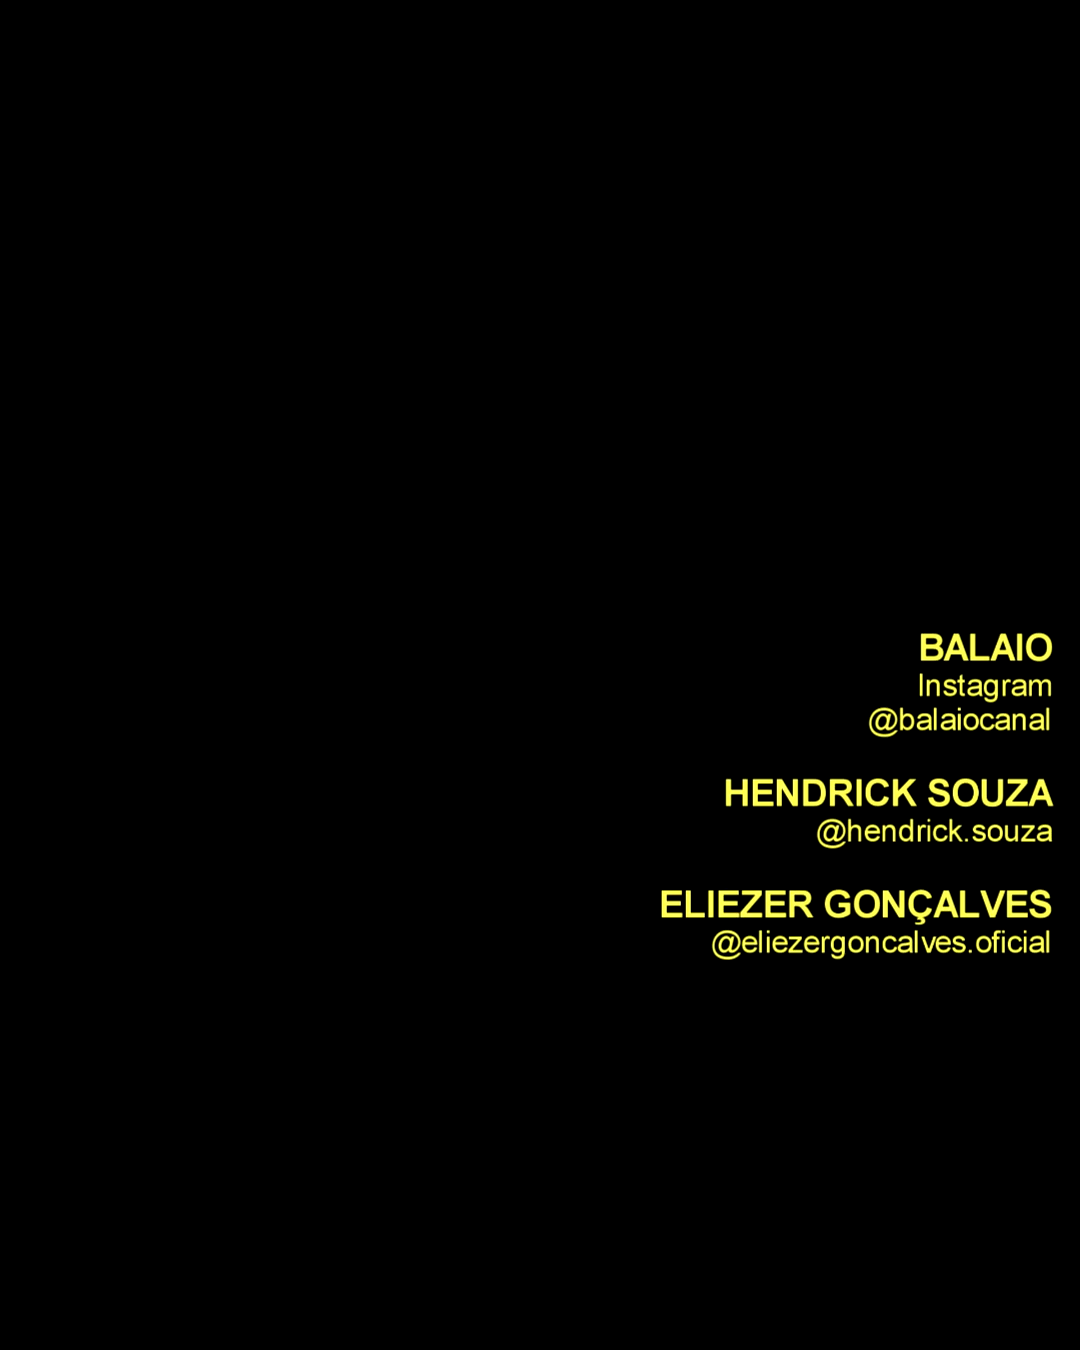 BALAIO
Instagram
@balaiocanal
HENDRICK SOUZA
@hendrick.souza
ELIEZER GONÇALVES
@eliezergoncalves.oficial